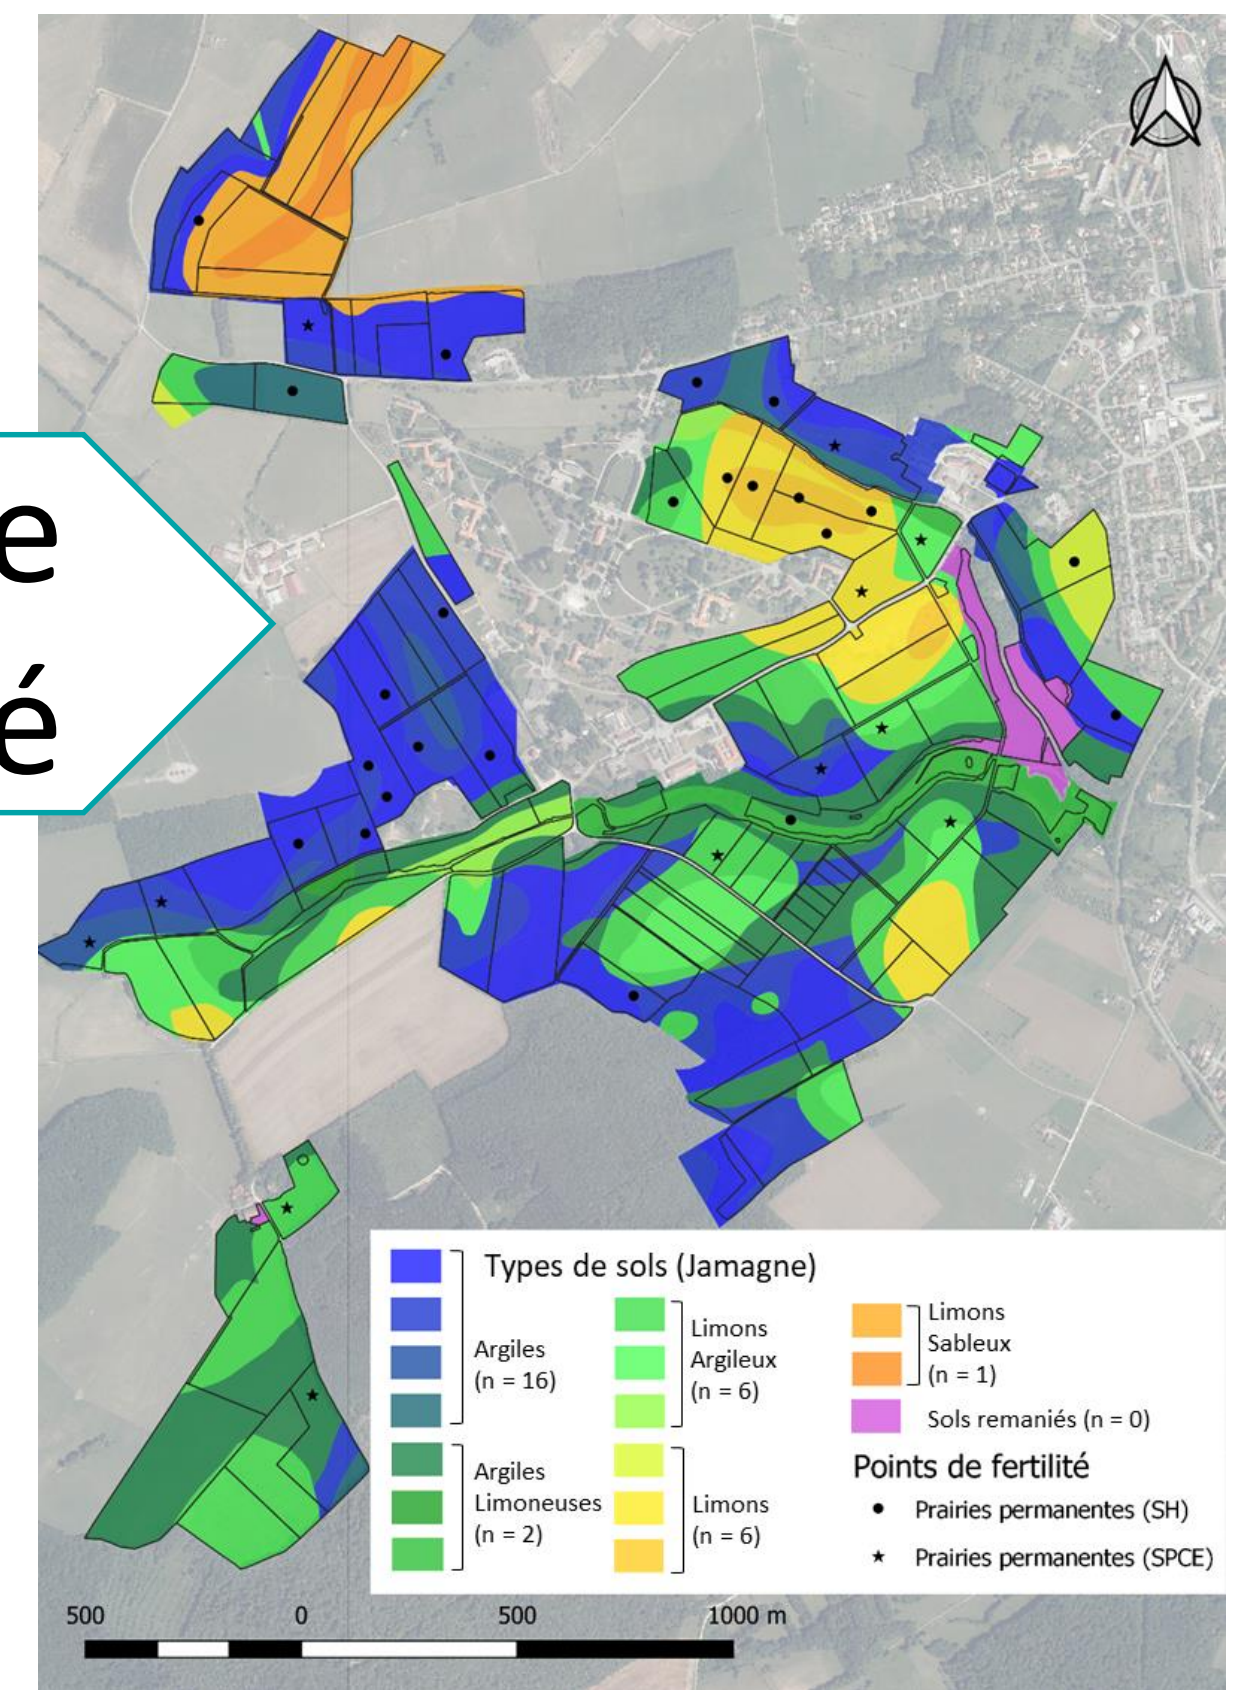 N
e
é
Types de sols (Jamagne)
Argiles
(n = 16)
Argiles
Limoneuses
(n = 2)
Limons
Argileux
(n = 6)
Limons
(n = 6)
Limons
Sableux
(n = 1)
Sols remaniés (n = 0)
Points de fertilité
Prairies permanentes (SH)
Prairies permanentes (SPCE)
500 0 500 1000 m